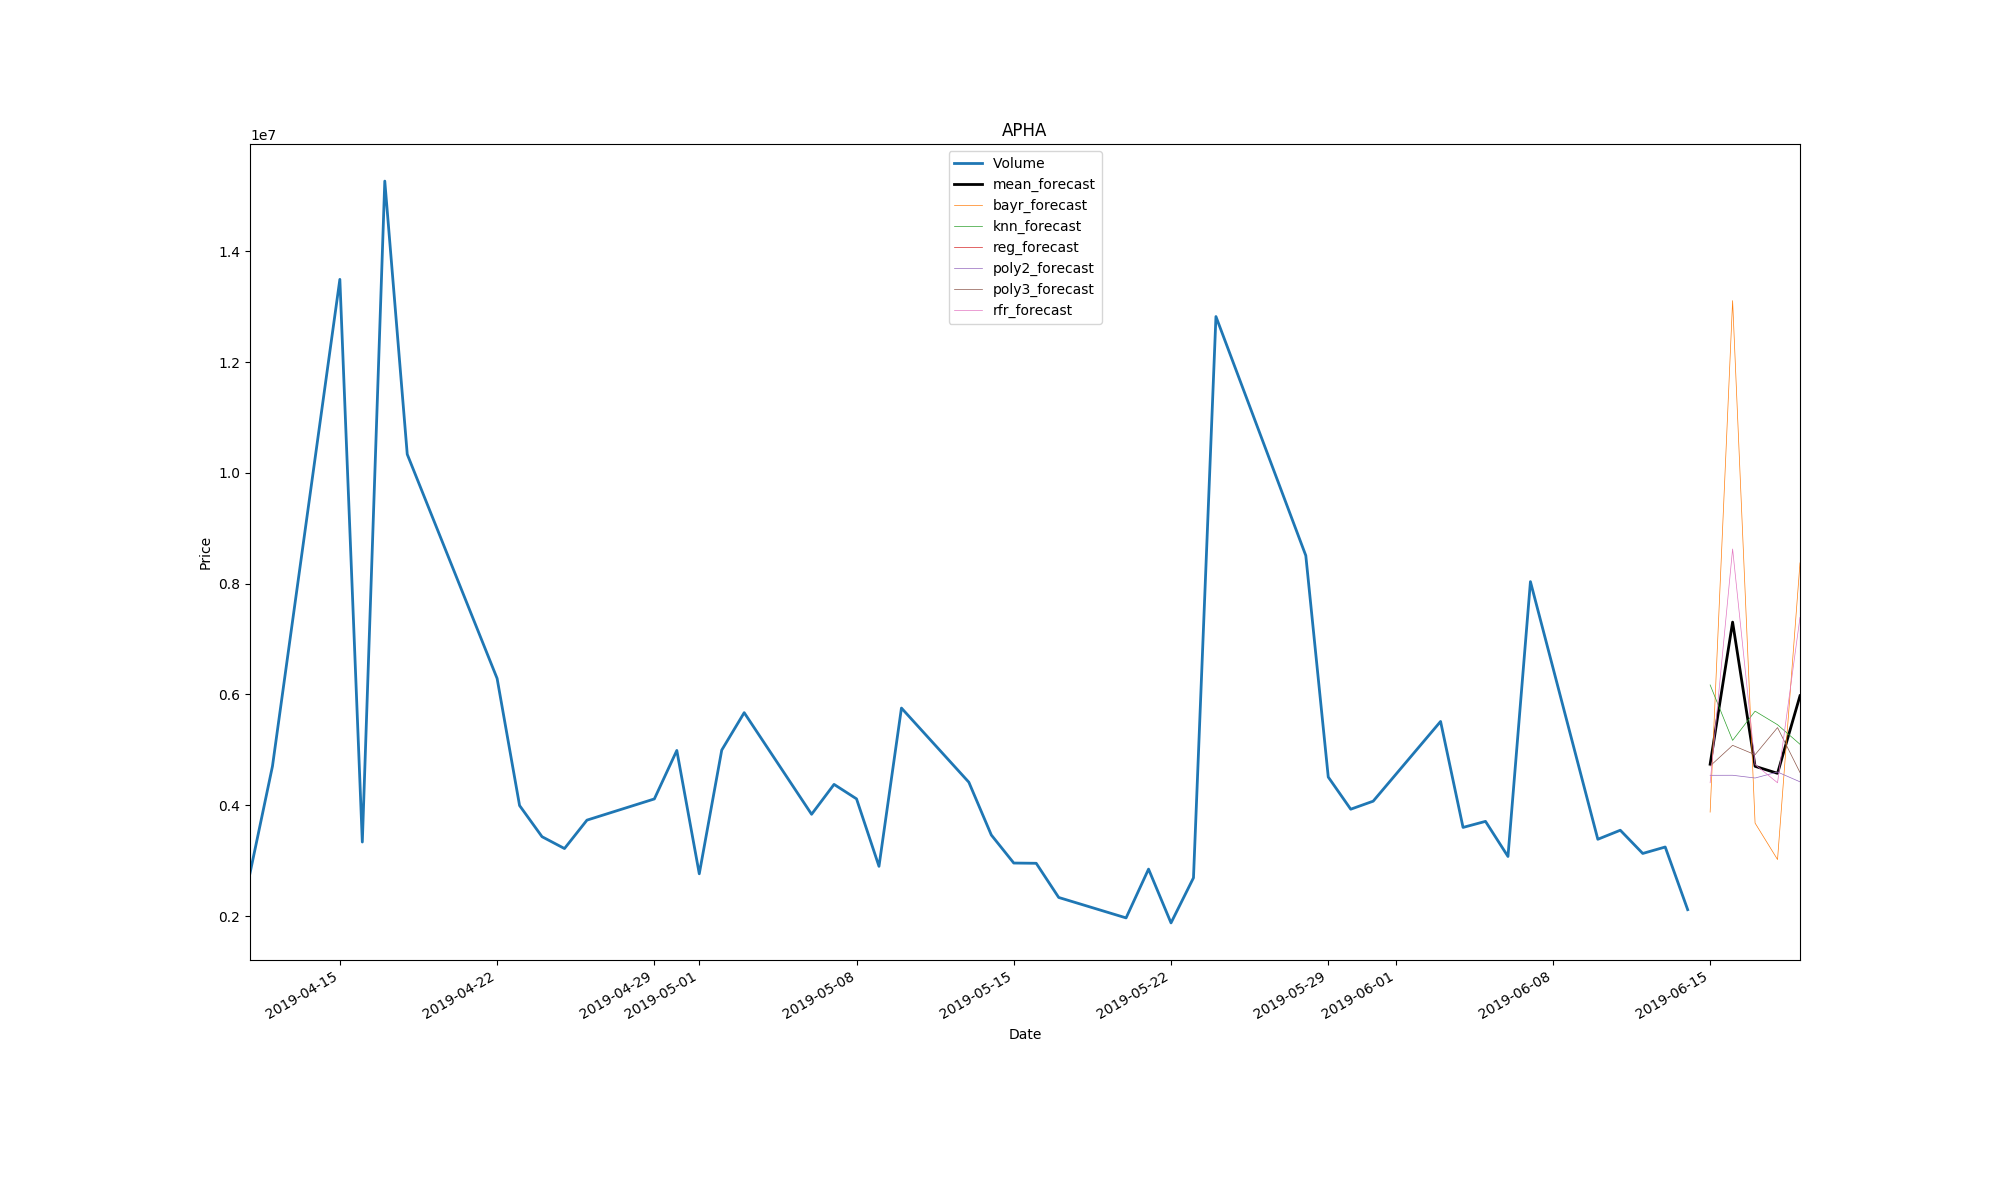 APHA
1e7
Volume
mean_forecast
bayr_forecast
knn_forecast
reg_forecast
poly2_forecast
poly3_forecast
rfr_forecast
1.4
1.2
1.0
0.8
0.6
0.4
0.2
Price
2019-04-15
2019-04-22
2019-04-29
2019-05-01
2019-05-08
2019-05-15
2019-05-22
2019-05-29
2019-06-01
2019-06-08
2019-06-15
Date